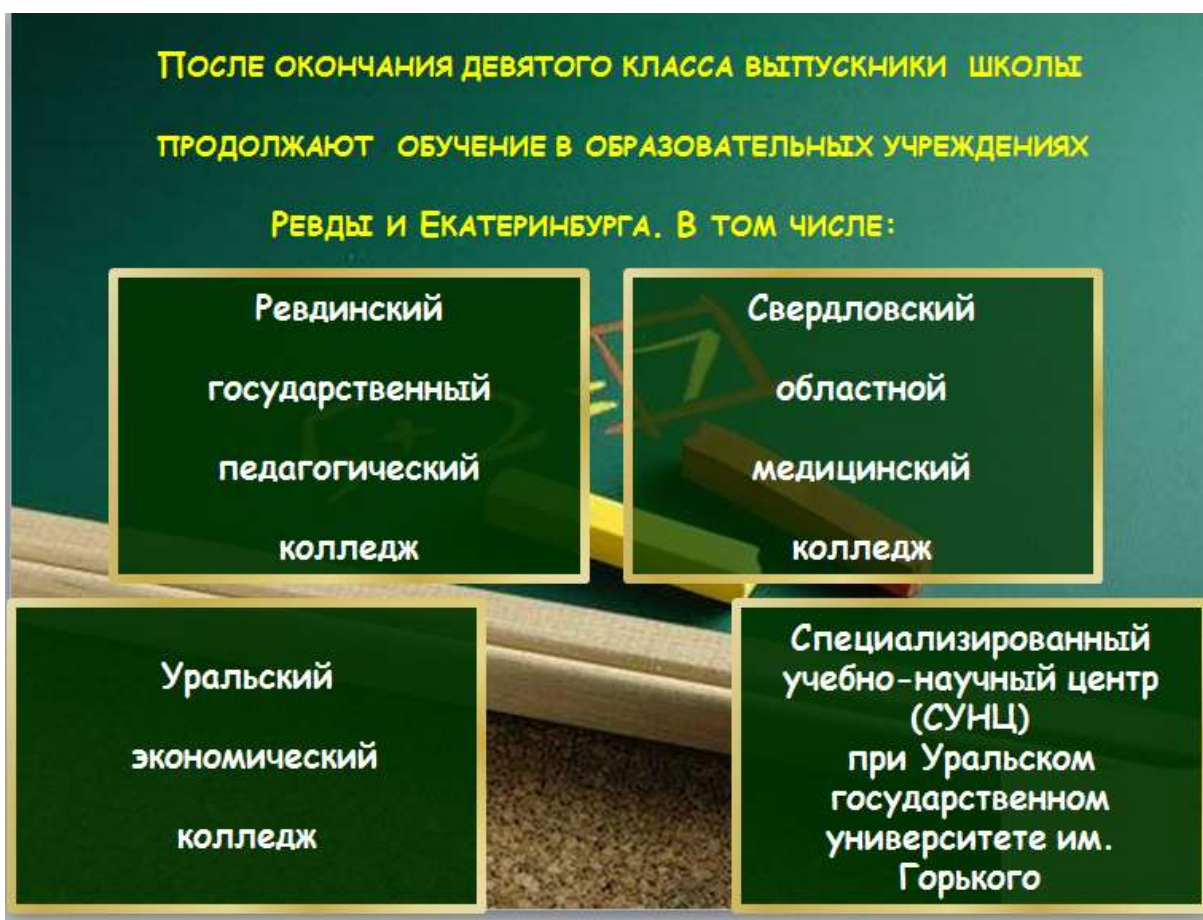 После окончания девятого класса выпускники школы
продолжают обучение в образовательных учреждениях
Ревды и Екатеринбурга. В том числе:
Ревдинский
государственный
педагогический
колледж
Свердловский
областной
медицинский
колледж
Уральский
экономический
колледж
Специализированный
учебно-научный центр
(СУНЦ)
при Уральском
государственном
университете им.
Горького